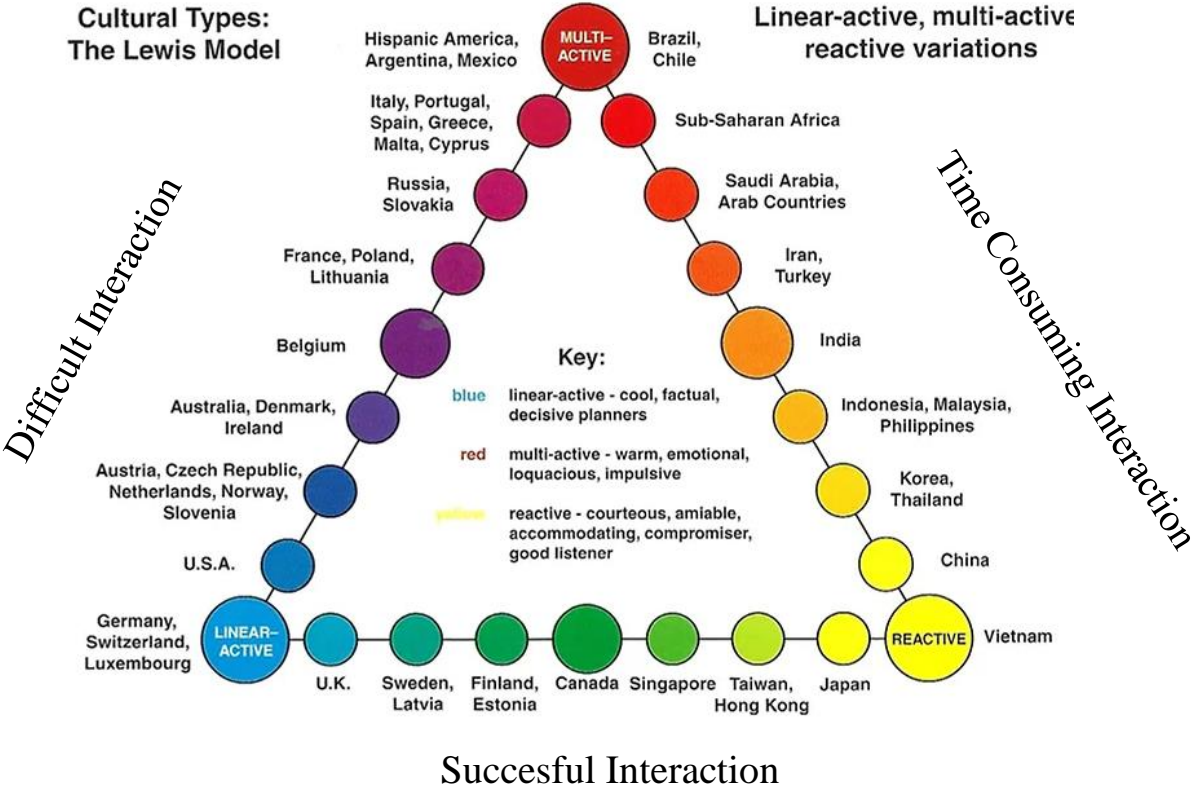 Cultural Types:
The Lewis Model
Linear-active, multi-active
reactive variations
MULTI–
ACTIVE
Hispanic America,
Argentina, Mexico
Brazil,
Chile
Italy, Portugal,
Spain, Greece,
Malta, Cyprus
Sub-Saharan Africa
Russia,
Slovakia
Saudi Arabia,
Arab Countries
France, Poland,
Lithuania
Iran,
Turkey
Belgium
India
Australia, Denmark,
Ireland
Indonesia, Malaysia,
Philippines
Austria, Czech Republic,
Netherlands, Norway,
Slovenia
Korea,
Thailand
U.S.A.
China
Key:
blue linear-active - cool, factual,
decisive planners
red multi-active - warm, emotional,
loquacious, impulsive
yellow reactive - courteous, amiable,
accommodating, compromiser,
good listener
Difficult Interaction
Time Consuming Interaction
Germany,
Switzerland,
Luxembourg
LINEAR–
ACTIVE
REACTIVE
Vietnam
U.K.
Sweden,
Latvia
Finland,
Estonia
Canada
Singapore
Taiwan,
Hong Kong
Japan
Succesful Interaction